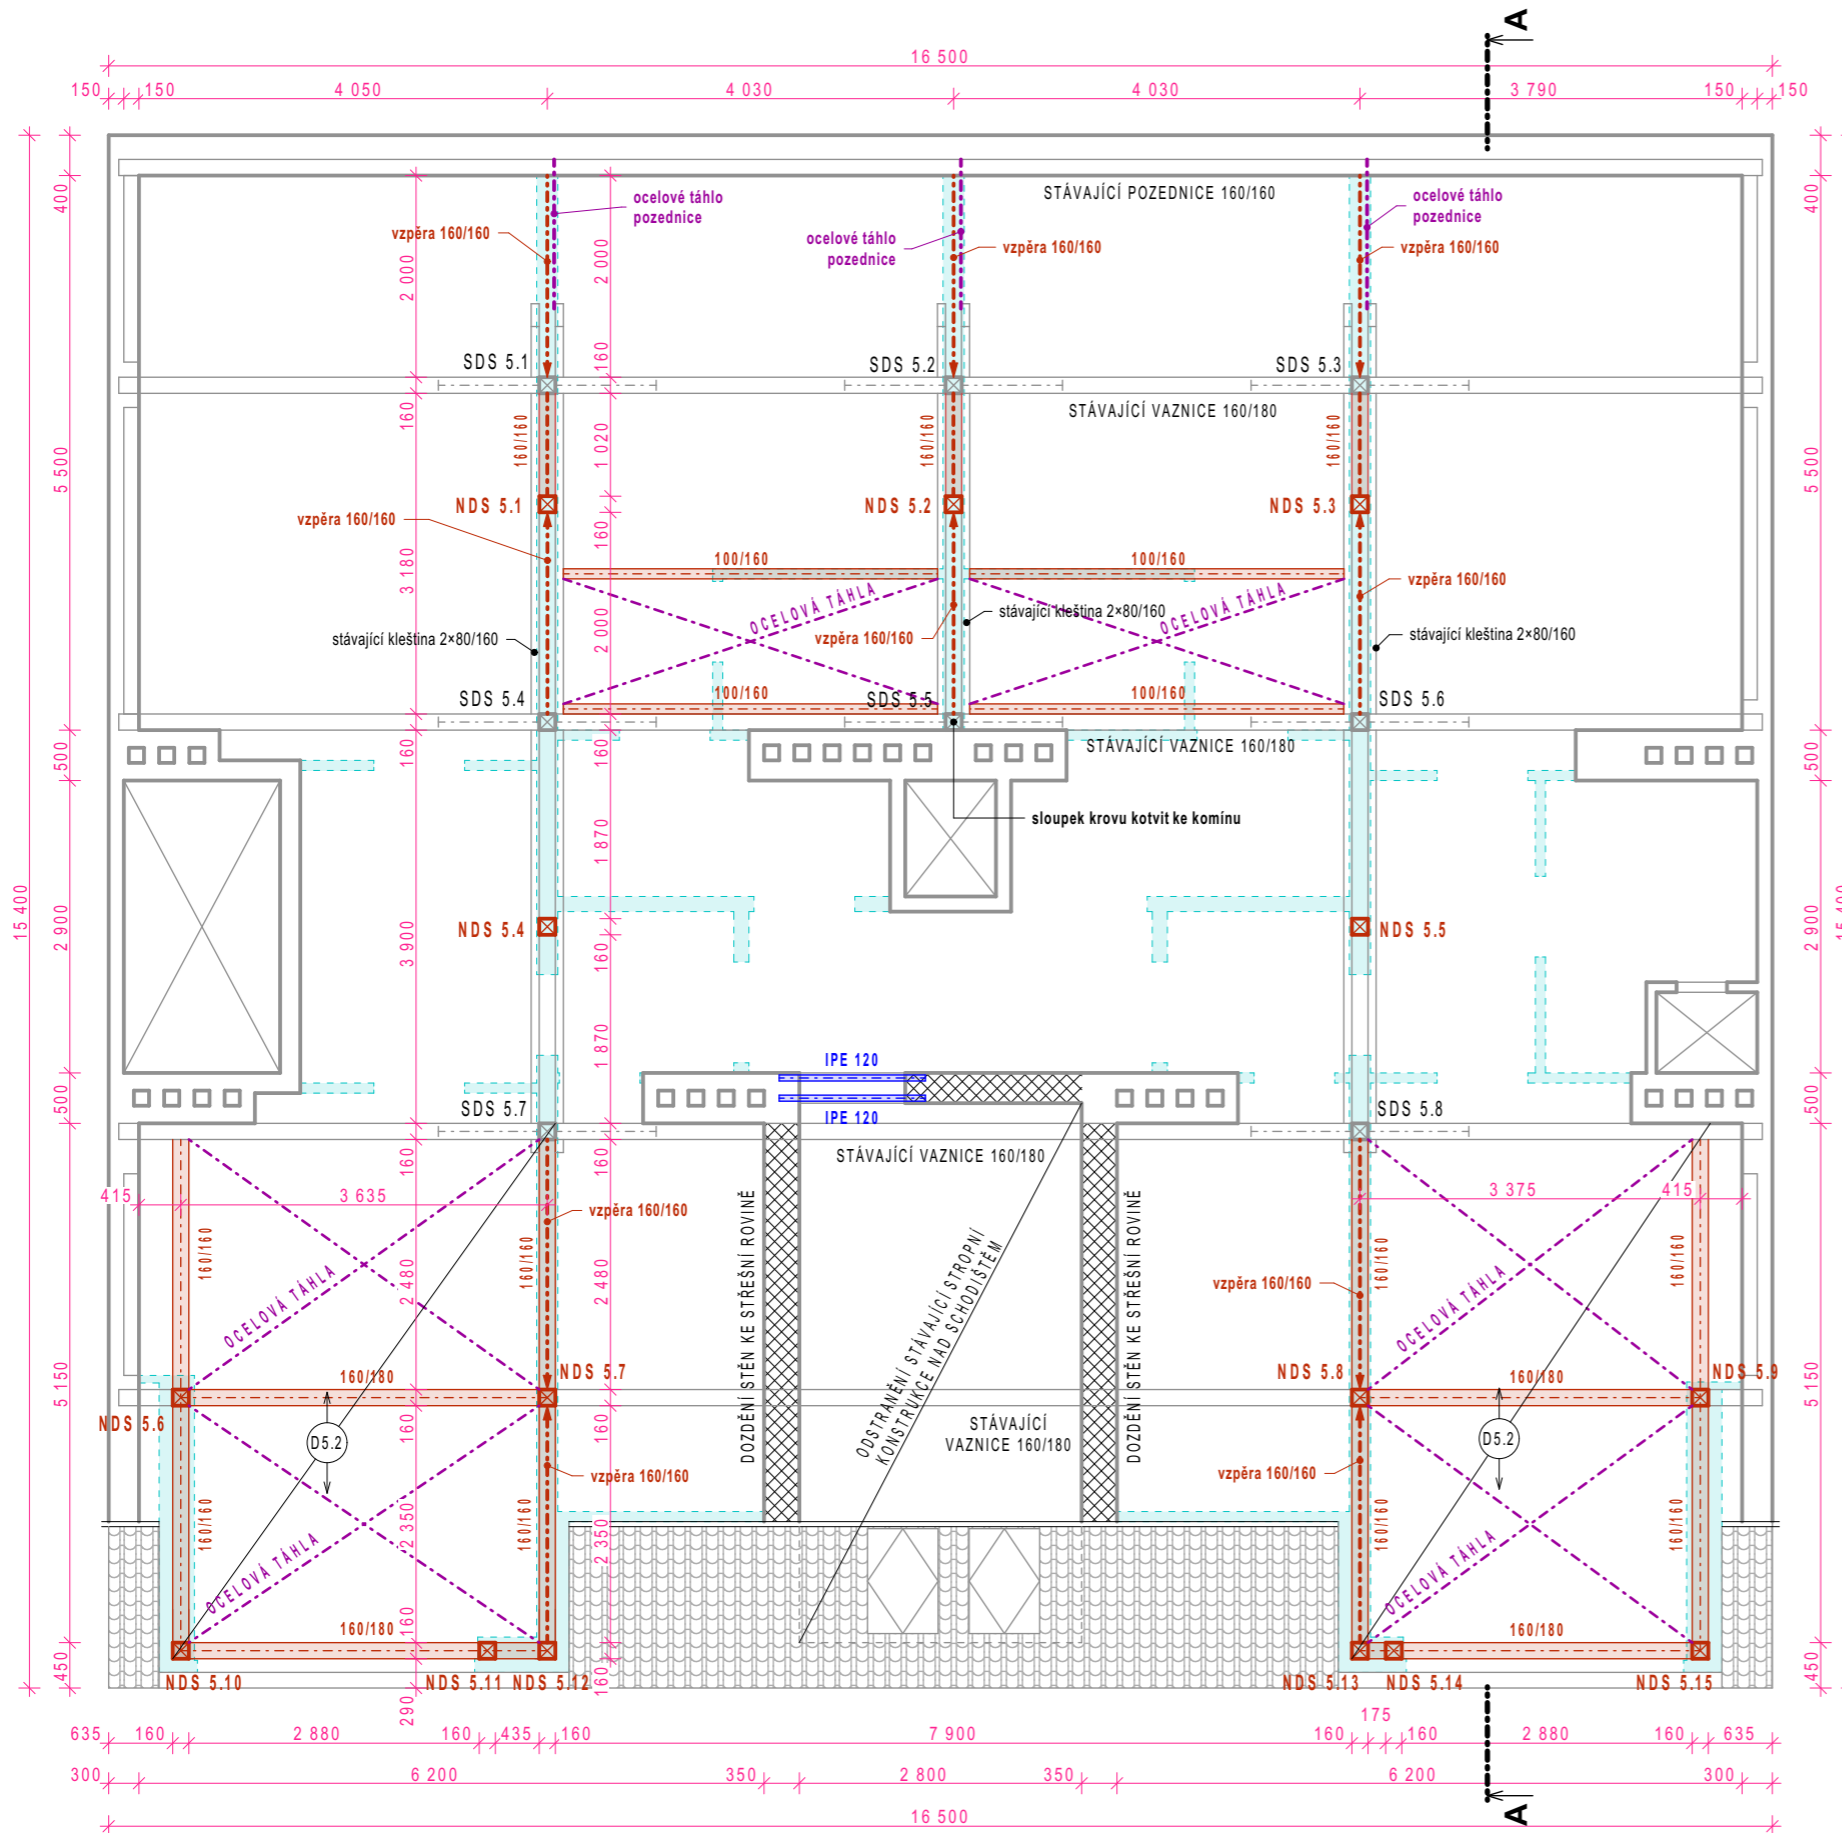 A
16 500
150
150
4 050
4 030
4 030
3 790
150
150
400
400
STÁVAJÍCÍ POZEDNICE 160/160
ocelové táhlo
pozednice
ocelové táhlo
pozednice
ocelové táhlo
pozednice
vzpěra 160/160
vzpěra 160/160
vzpěra 160/160
2 000
2 000
160
SDS 5.1
SDS 5.2
SDS 5.3
STÁVAJÍCÍ VAZNICE 160/180
160
160/160
160/160
160/160
1 020
5 500
5 500
NDS 5.1
NDS 5.2
NDS 5.3
vzpěra 160/160
160
3 180
100/160
100/160
vzpěra 160/160
OCELOVÁ TÁHLA
OCELOVÁ TÁHLA
stávající kleština 2×80/160
stávající kleština 2×80/160
stávající kleština 2×80/160
vzpěra 160/160
2 000
100/160
100/160
SDS 5.4
SDS 5.5
SDS 5.6
160
160
STÁVAJÍCÍ VAZNICE 160/180
500
500
sloupek krovu kotvit ke komínu
1 870
15 400
15 400
2 900
2 900
3 900
NDS 5.4
NDS 5.5
160
1 870
IPE 120
IPE 120
500
500
SDS 5.7
SDS 5.8
160
160
STÁVAJÍCÍ VAZNICE 160/180
415
3 635
3 375
415
vzpěra 160/160
160/160
160/160
160/160
160/160
2 480
2 480
OCELOVÁ TÁHLA
OCELOVÁ TÁHLA
vzpěra 160/160
DOZDĚNÍ STĚN KE STŘEŠNÍ ROVINĚ
DOZDĚNÍ STĚN KE STŘEŠNÍ ROVINĚ
ODSTRANĚNÍ STÁVAJÍCÍ STROPNÍ
KONSTRUKCE NAD SCHODIŠTĚM
5 150
5 150
NDS 5.6
160/180
NDS 5.7
NDS 5.8
160/180
NDS 5.9
160
160
STÁVAJÍCÍ
VAZNICE 160/180
D5.2
D5.2
vzpěra 160/160
vzpěra 160/160
160/160
160/160
160/160
160/160
2 350
2 350
OCELOVÁ TÁHLA
OCELOVÁ TÁHLA
160/180
160/180
160
160
450
450
NDS 5.10
NDS 5.11
NDS 5.12
NDS 5.13
NDS 5.14
NDS 5.15
290
175
635
160
2 880
160
435
160
7 900
160
160
2 880
160
635
300
6 200
350
2 800
350
6 200
300
16 500
A